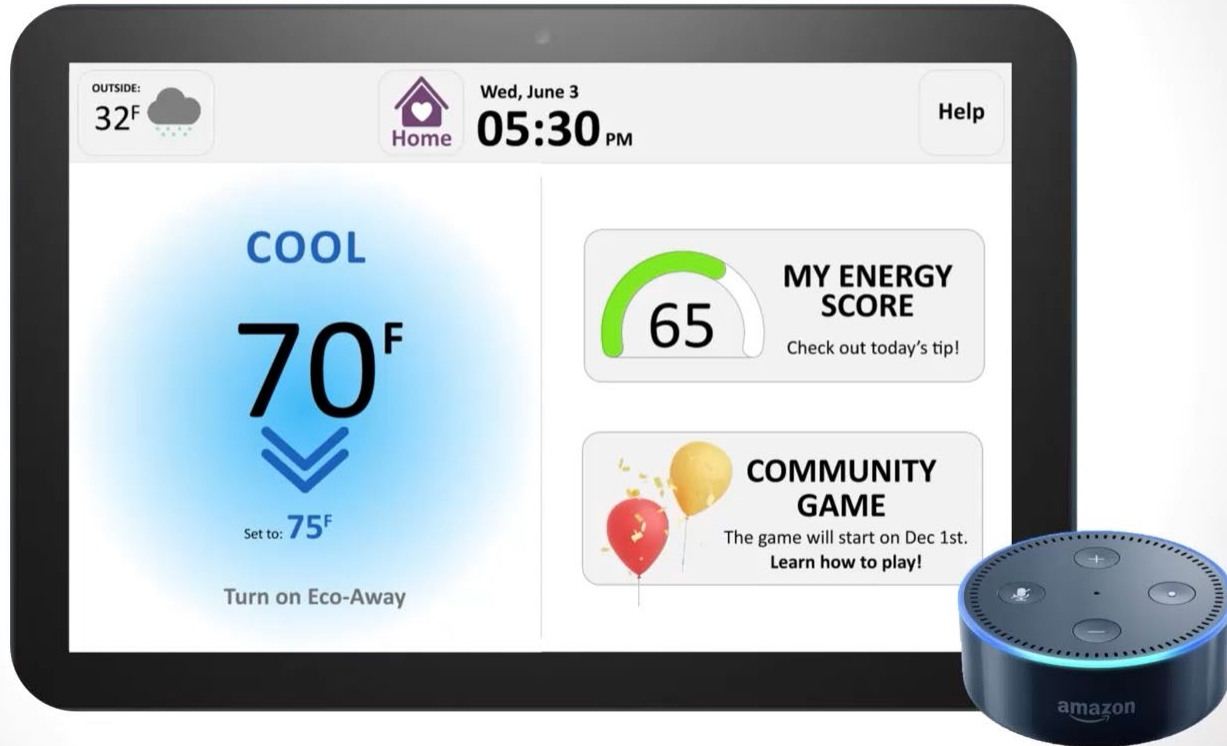 OUTSIDE:
32F
Home
Wed, June 3
05:30 PM
Help
COOL
70F
Set to: 75F
Turn on Eco-Away
65
MY ENERGY
SCORE
Check out today's tip!
COMMUNITY
GAME
The game will start on Dec 1st.
Learn how to play!
amazon